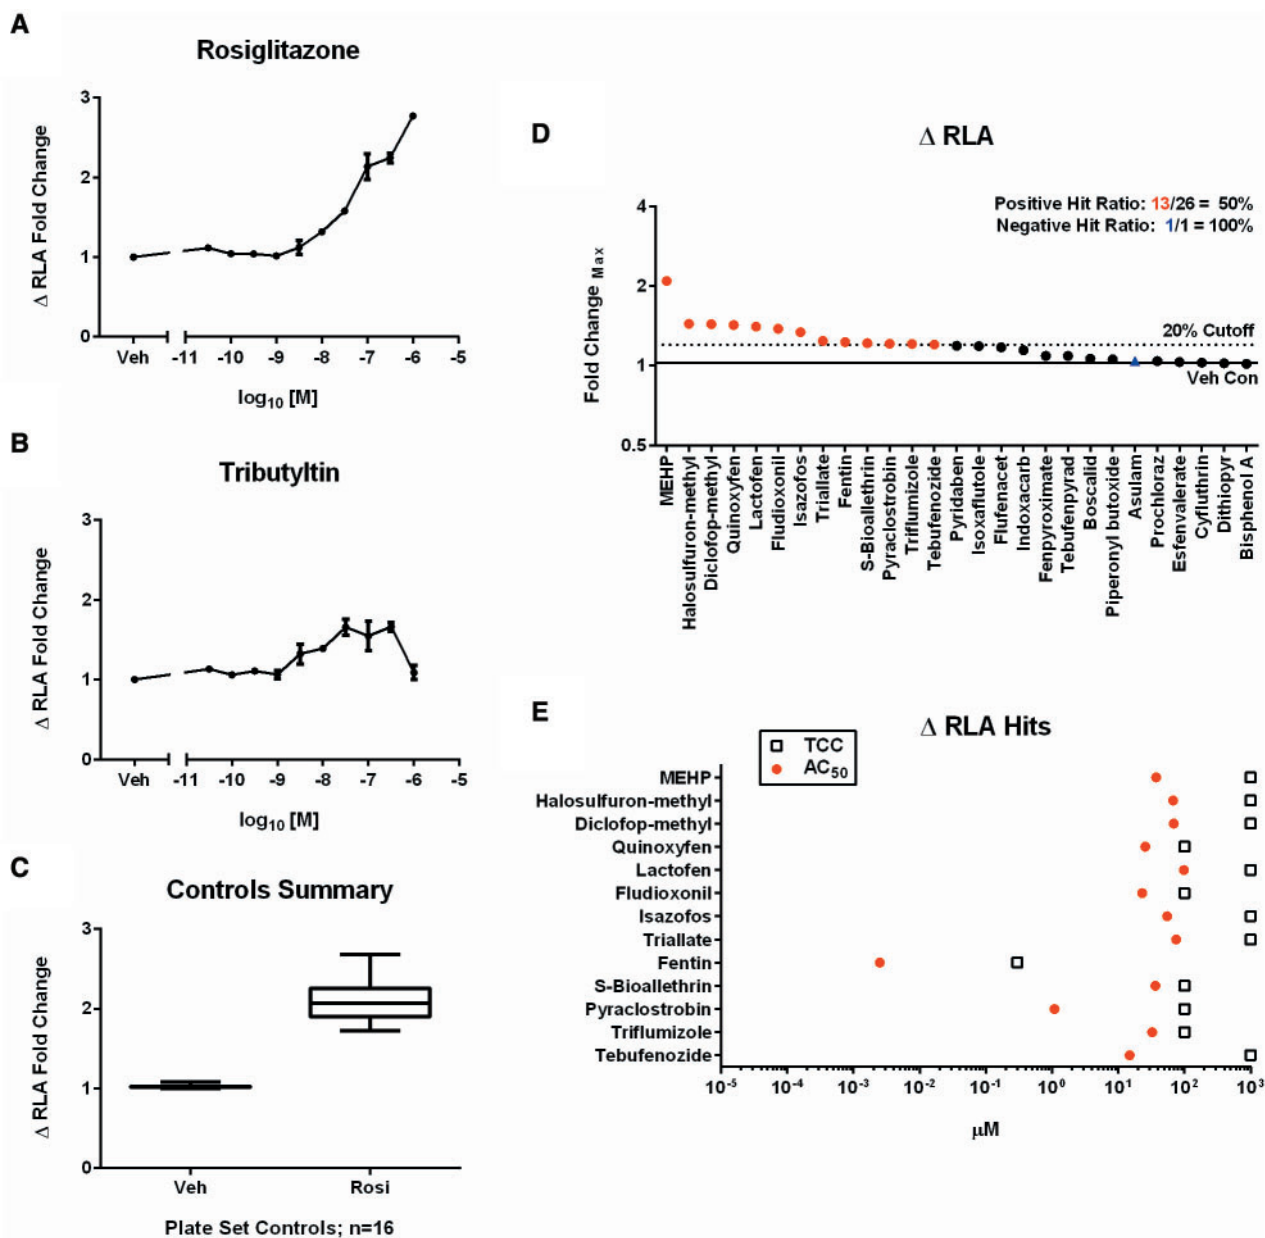 A
Rosiglitazone
Δ RLA Fold Change
3
2
1
0
Veh -11 -10 -9 -8 -7 -6 -5
log10 [M]
B
Tributyltin
Δ RLA Fold Change
3
2
1
0
Veh -11 -10 -9 -8 -7 -6 -5
log10 [M]
C
Controls Summary
Δ RLA Fold Change
3
2
1
0
Veh Rosi
Plate Set Controls; n=16
D
Δ RLA
Positive Hit Ratio: 13/26 = 50%
Negative Hit Ratio: 1/1 = 100%
Fold Change Max
4
2
1
0.5
20% Cutoff
Veh Con
MEHP
Halosulfuron-methyl
Diclofop-methyl
Quinoxyfen
Lactofen
Fludioxonil
Isazofos
Triallate
Fentin
S-Bioallethrin
Pyraclostrobin
Triflumizole
Tebufenozide
Pyridaben
Isoxaflutole
Flufenacet
Indoxacarb
Fenpyroximate
Tebufenpyrad
Boscalid
Piperonyl butoxide
Asulam
Prochloraz
Esfenvalerate
Cyfluthrin
Dithiopyr
Bisphenol A
E
Δ RLA Hits
TCC
AC50
MEHP
Halosulfuron-methyl
Diclofop-methyl
Quinoxyfen
Lactofen
Fludioxonil
Isazofos
Triallate
Fentin
S-Bioallethrin
Pyraclostrobin
Triflumizole
Tebufenozide
10^-5 10^-4 10^-3 10^-2 10^-1 10^0 10^1 10^2 10^3
μM